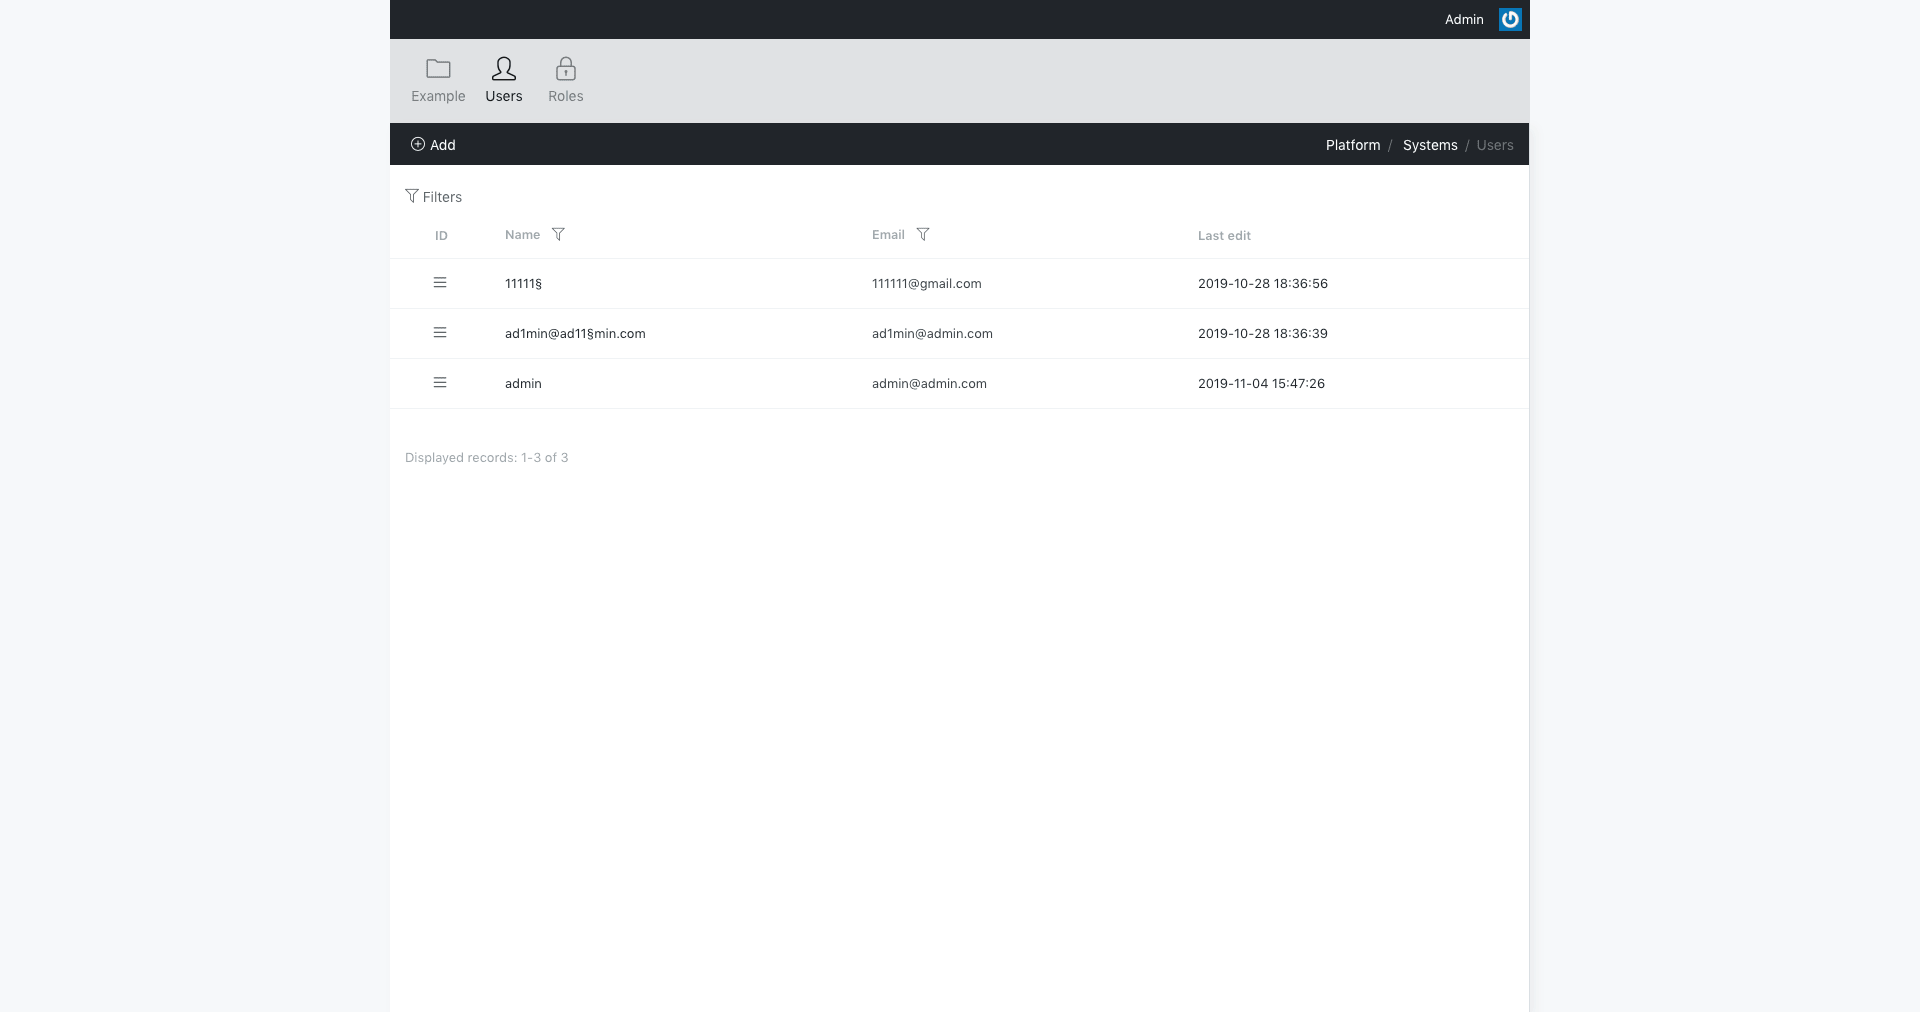 Admin
Example Users Roles
Add Platform / Systems / Users
Filters
ID Name Email Last edit
11111§ 111111@gmail.com 2019-10-28 18:36:56
ad1min@ad11§min.com ad1min@admin.com 2019-10-28 18:36:39
admin admin@admin.com 2019-11-04 15:47:26
Displayed records: 1-3 of 3